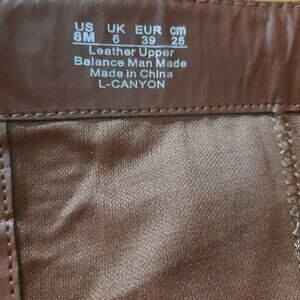 US UK EUR cm
8M 6 39 25
Leather Upper
Balance Man Made
Made in China
L-CANYON